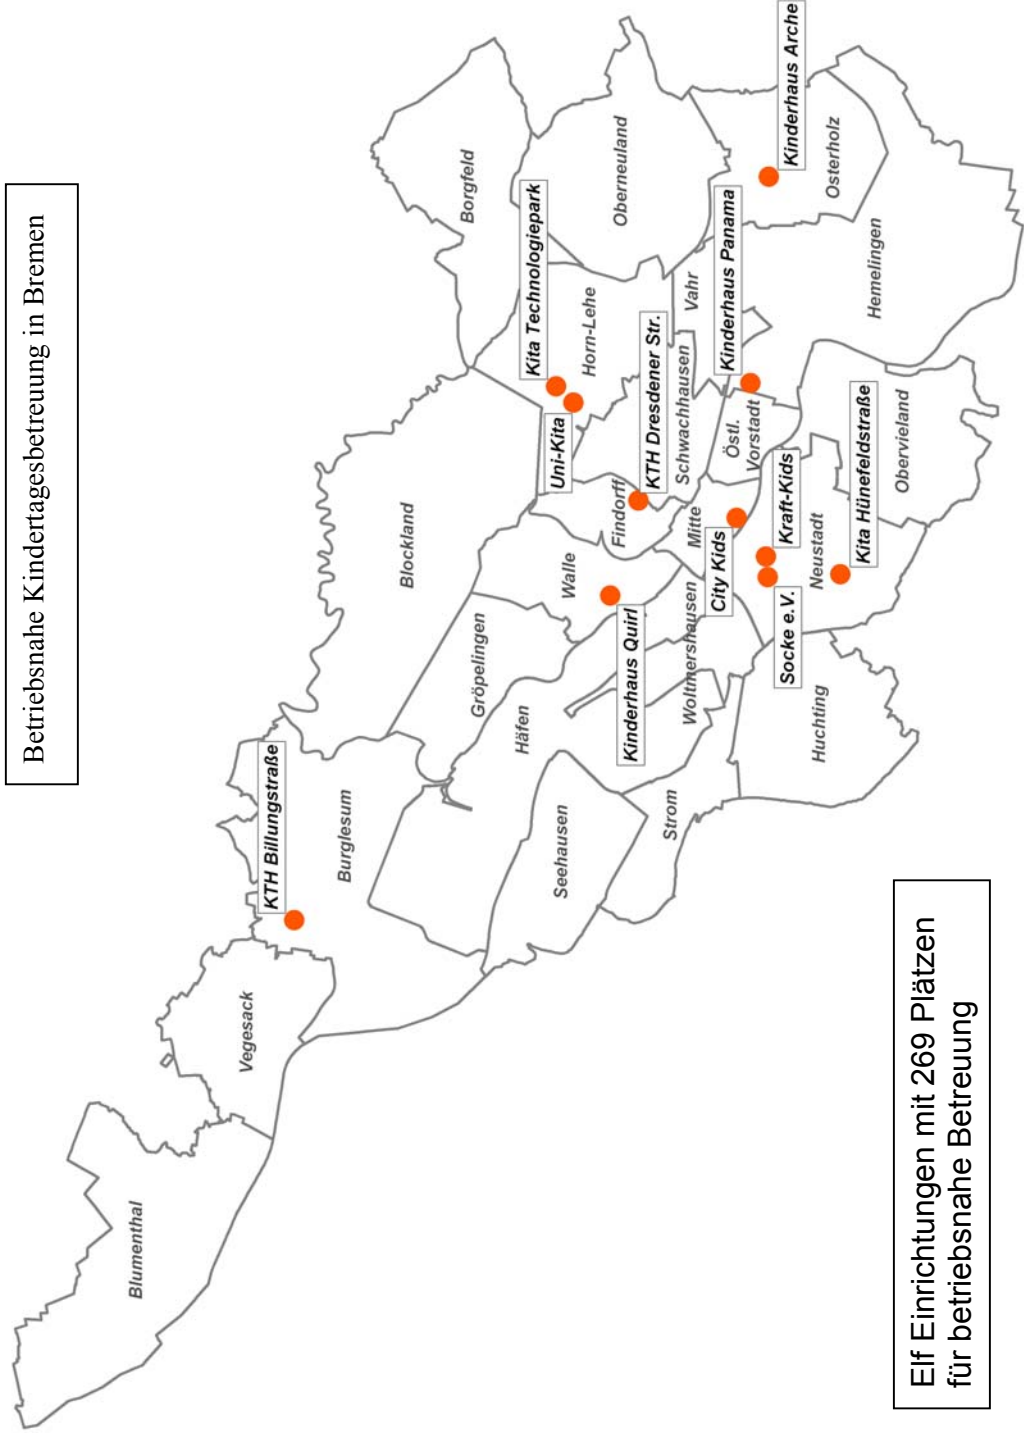 Betriebsnahe Kindertagesbetreuung in Bremen
Blumenthal
Vegesack
KTH Billungstraße
Burglesum
Blockland
Borgfeld
Gröpelingen
Häfen
Seehausen
Strom
Walle
Kinderhaus Quirl
Findorff
Uni-Kita
Kita Technologiepark
Horn-Lehe
Oberneuland
KTH Dresdener Str.
Schwachhausen
Vahr
Kinderhaus Panama
Kinderhaus Arche
Osterholz
Hemelingen
Östl.
Vorstadt
Mitte
City Kids
Woltmershausen
Kraft-Kids
Socke e.V.
Neustadt
Kita Hünefeldstraße
Obervieland
Huchting
Elf Einrichtungen mit 269 Plätzen
für betriebsnahe Betreuung